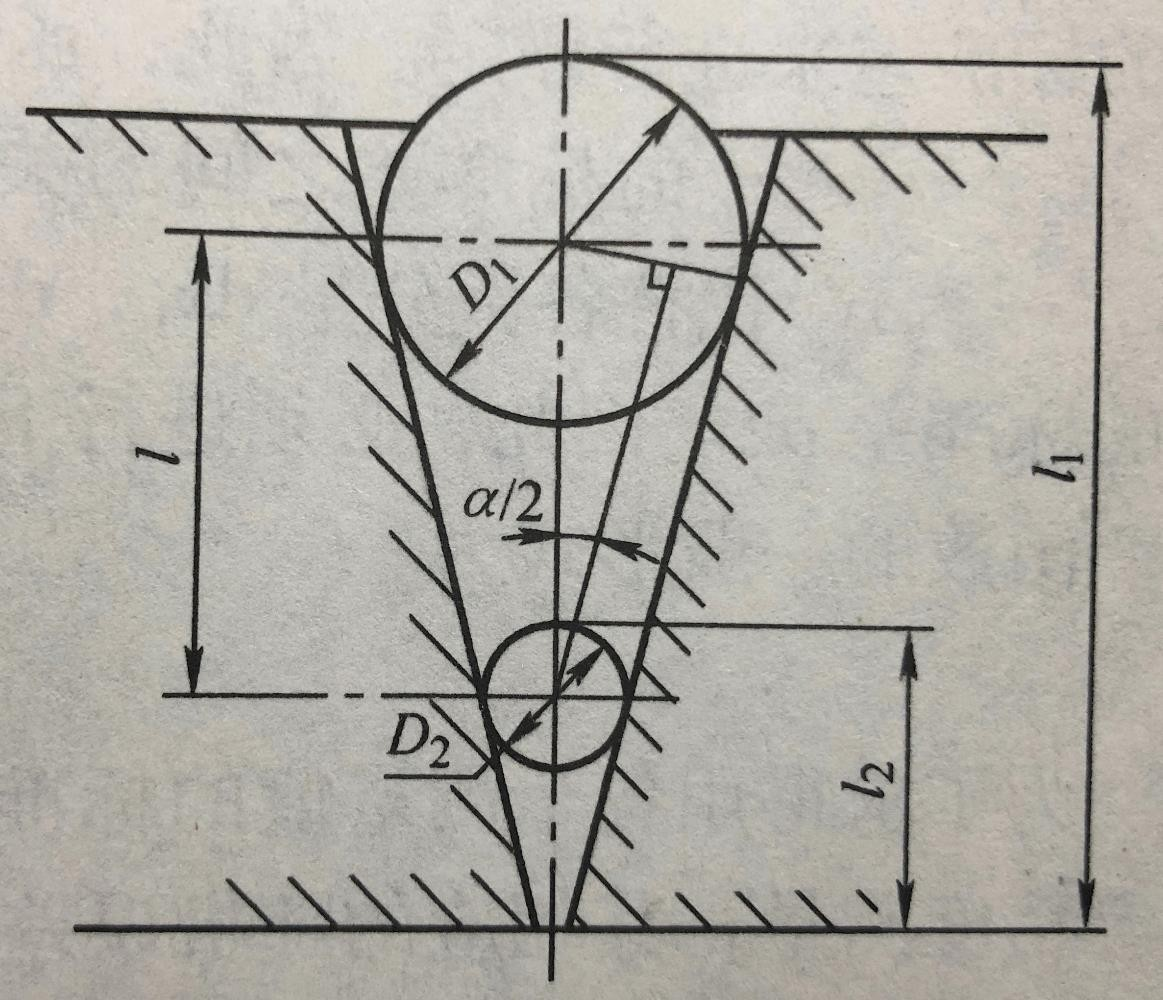 D₁
l
l₁
α/2
D₂
l₂